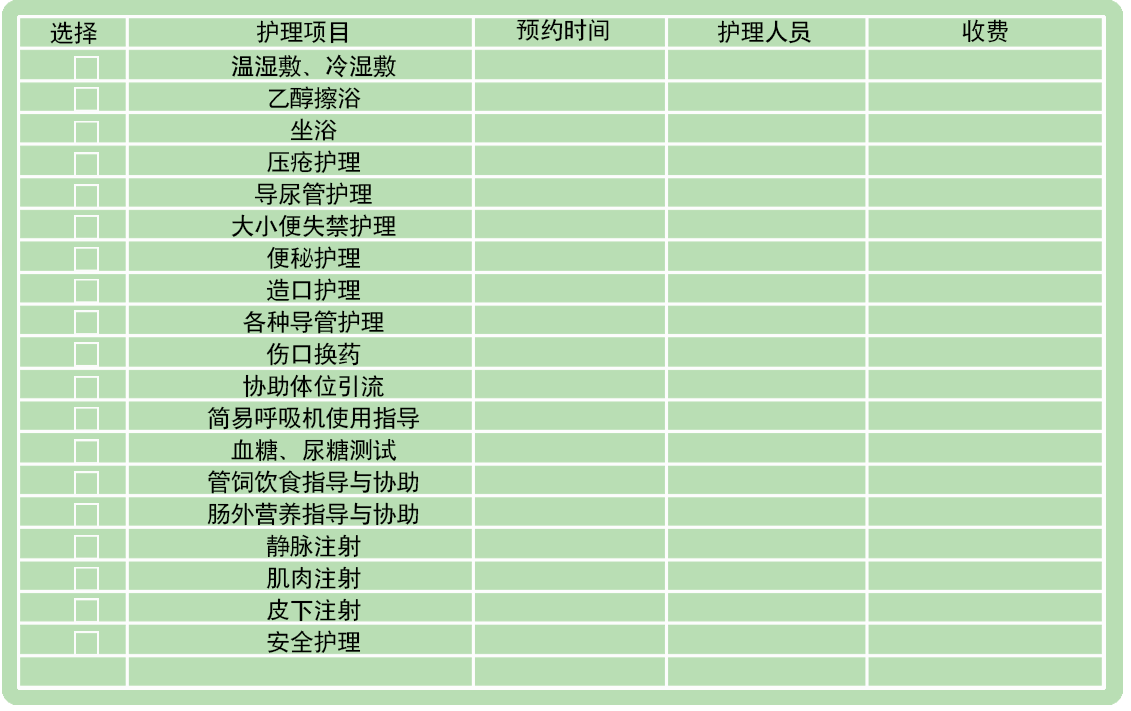 选择 护理项目 预约时间 护理人员 收费
温湿敷、冷湿敷
乙醇擦浴
坐浴
压疮护理
导尿管护理
大小便失禁护理
便秘护理
造口护理
各种导管护理
伤口换药
协助体位引流
简易呼吸机使用指导
血糖、尿糖测试
管饲饮食指导与协助
肠外营养指导与协助
静脉注射
肌肉注射
皮下注射
安全护理